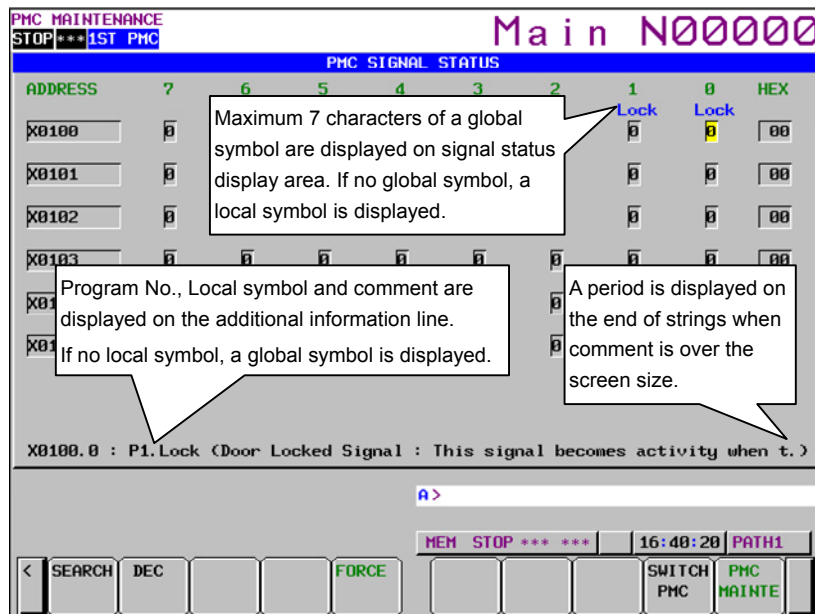 PMC MAINTENANCE
STOP***1ST PMC
Main N00000
PMC SIGNAL STATUS
ADDRESS 7 6 5 4 3 2 1 0 HEX
Lock Lock
X0100 0 0 0 00
Maximum 7 characters of a global
symbol are displayed on signal status
display area. If no global symbol, a
local symbol is displayed.
X0101 0 0 0 00
X0102 0 0 0 00
X0103 0 0 0 0 0 0 0 0 00
Program No., Local symbol and comment are
displayed on the additional information line.
If no local symbol, a global symbol is displayed.
A period is displayed on
the end of strings when
comment is over the
screen size.
X0100.0 : P1.Lock (Door Locked Signal : This signal becomes activity when t.)
A>
MEM STOP *** *** 16:40:20 PATH1
< SEARCH DEC FORCE SWITCH PMC PMC MAINTE